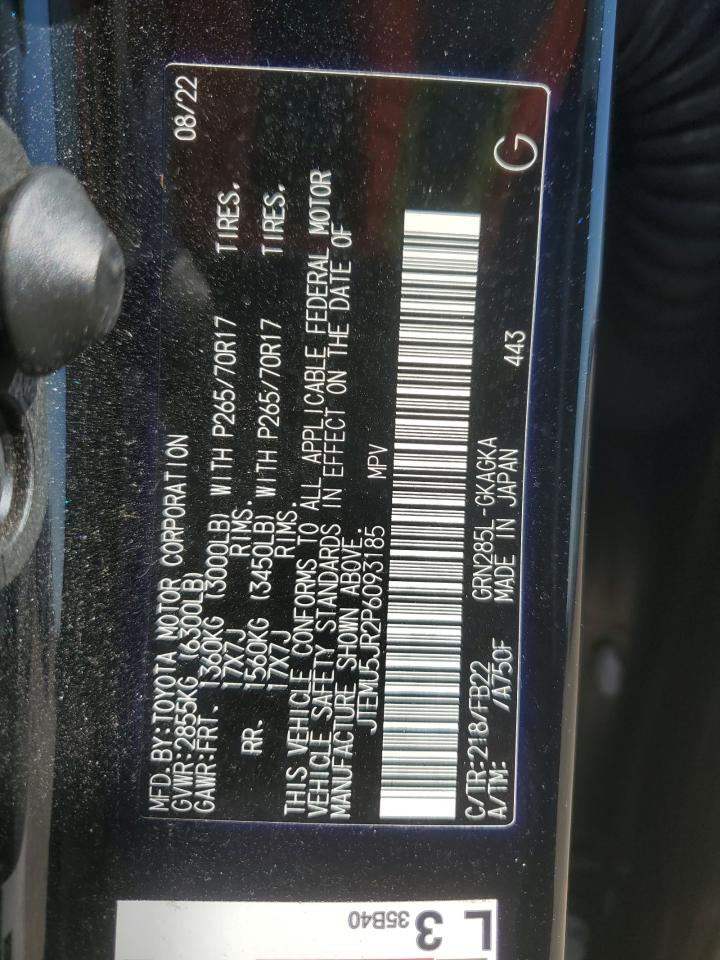 MFD. BY: TOYOTA MOTOR CORPORATION 08/22
GVWR: 2855KG (6300LB)
GAWR: FRT. 1360KG (3000LB) WITH P265/70R17 TIRES,
17X7J RIMS.
RR. 1560KG (3450LB) WITH P265/70R17 TIRES,
17X7J RIMS.
THIS VEHICLE CONFORMS TO ALL APPLICABLE FEDERAL MOTOR
VEHICLE SAFETY STANDARDS IN EFFECT ON THE DATE OF
MANUFACTURE SHOWN ABOVE.
JTEMU5JR2P6093185 MPV
C/TR: 218/FB22 GRN285L-GKAGKA 443 G
A/TM: /A750F MADE IN JAPAN
L 3
35B40